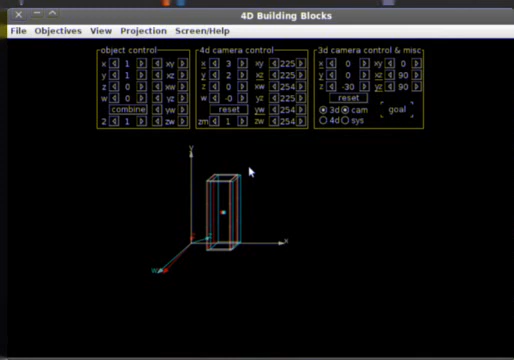 4D Building Blocks
File Objectives View Projection Screen/Help
object control 4d camera control 3d camera control & misc
x 1 xy x 3 xy 225 x 0 xy 0
y 1 xz y 2 xz 225 y 0 xz 90
z 0 xw z 0 xw 254 z -30 yz 90
w 0 yz w -0 yz 225 reset
combine yw reset yw 254 3d cam goal
2 1 zw zm 1 zw 254 4d sys
y
x
w